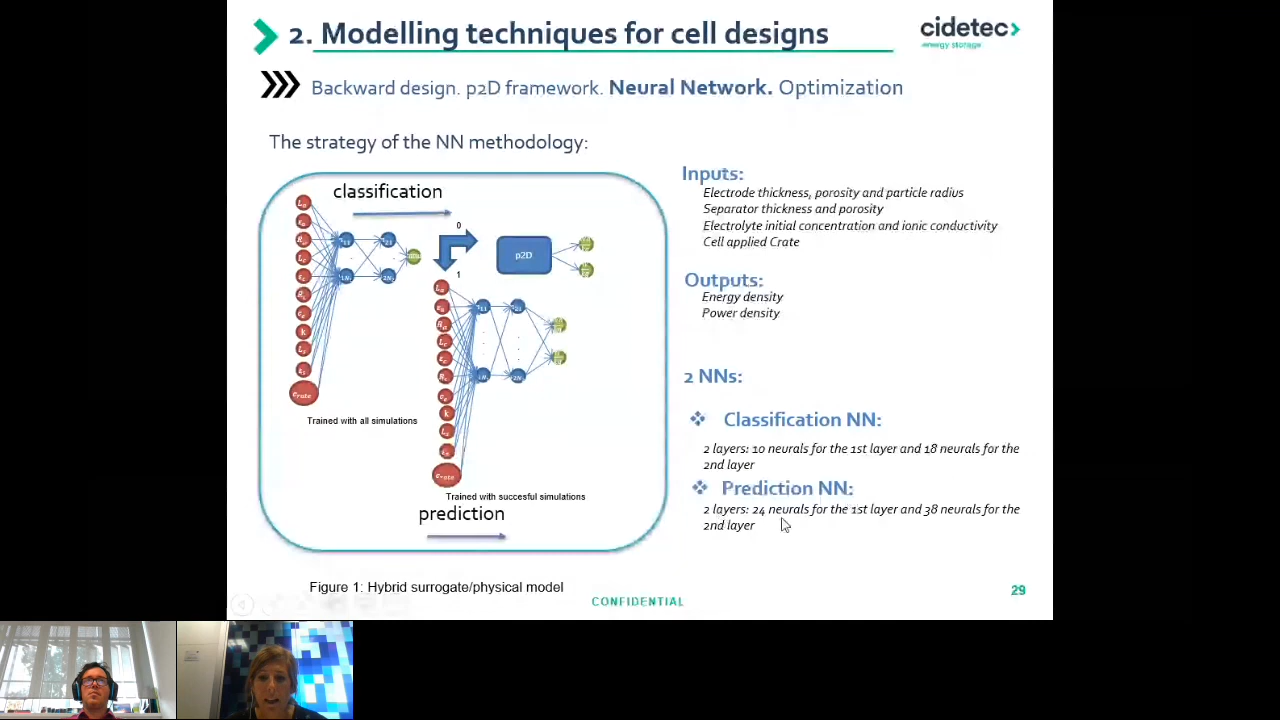 2. Modelling techniques for cell designs
cidetec
energy storage
Backward design. p2D framework. Neural Network. Optimization
The strategy of the NN methodology:
classification
0
p2D
1
k
Trained with all simulations
k
Trained with succesful simulations
prediction
Figure 1: Hybrid surrogate/physical model
Inputs:
Electrode thickness, porosity and particle radius
Separator thickness and porosity
Electrolyte initial concentration and ionic conductivity
Cell applied Crate
Outputs:
Energy density
Power density
2 NNs:
❖ Classification NN:
2 layers: 10 neurals for the 1st layer and 18 neurals for the
2nd layer
❖ Prediction NN:
2 layers: 24 neurals for the 1st layer and 38 neurals for the
2nd layer
CONFIDENTIAL
29